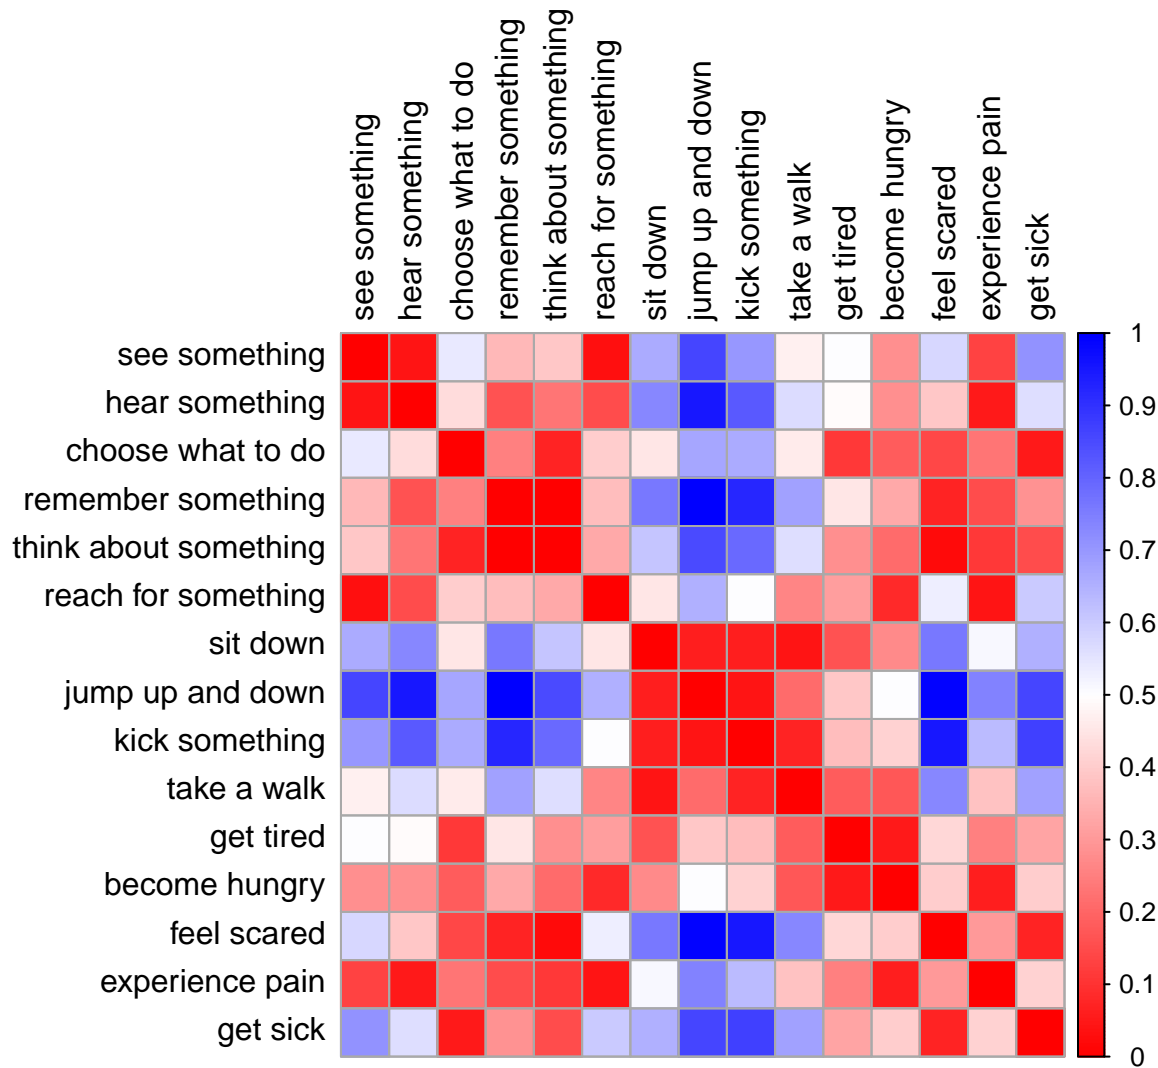 see something
hear something
choose what to do
remember something
think about something
reach for something
sit down
jump up and down
kick something
take a walk
get tired
become hungry
feel scared
experience pain
get sick
see something
hear something
choose what to do
remember something
think about something
reach for something
sit down
jump up and down
kick something
take a walk
get tired
become hungry
feel scared
experience pain
get sick
1
0.9
0.8
0.7
0.6
0.5
0.4
0.3
0.2
0.1
0